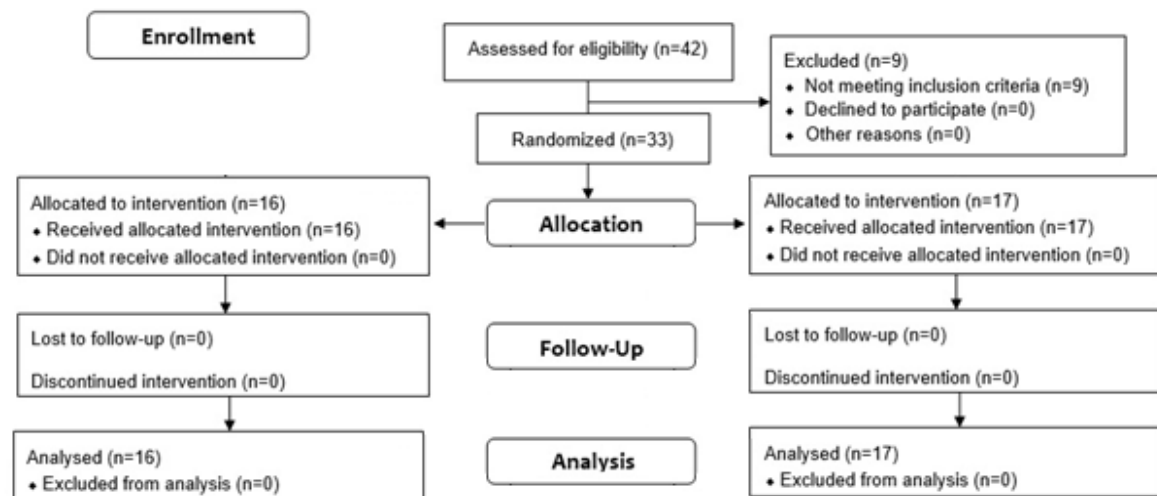 Enrollment
Assessed for eligibility (n=42)
Excluded (n=9)
⬥ Not meeting inclusion criteria (n=9)
⬥ Declined to participate (n=0)
⬥ Other reasons (n=0)
Randomized (n=33)
Allocation
Allocated to intervention (n=16)
⬥ Received allocated intervention (n=16)
⬥ Did not receive allocated intervention (n=0)
Allocated to intervention (n=17)
⬥ Received allocated intervention (n=17)
⬥ Did not receive allocated intervention (n=0)
Follow-Up
Lost to follow-up (n=0)
Discontinued intervention (n=0)
Lost to follow-up (n=0)
Discontinued intervention (n=0)
Analysis
Analysed (n=16)
⬥ Excluded from analysis (n=0)
Analysed (n=17)
⬥ Excluded from analysis (n=0)